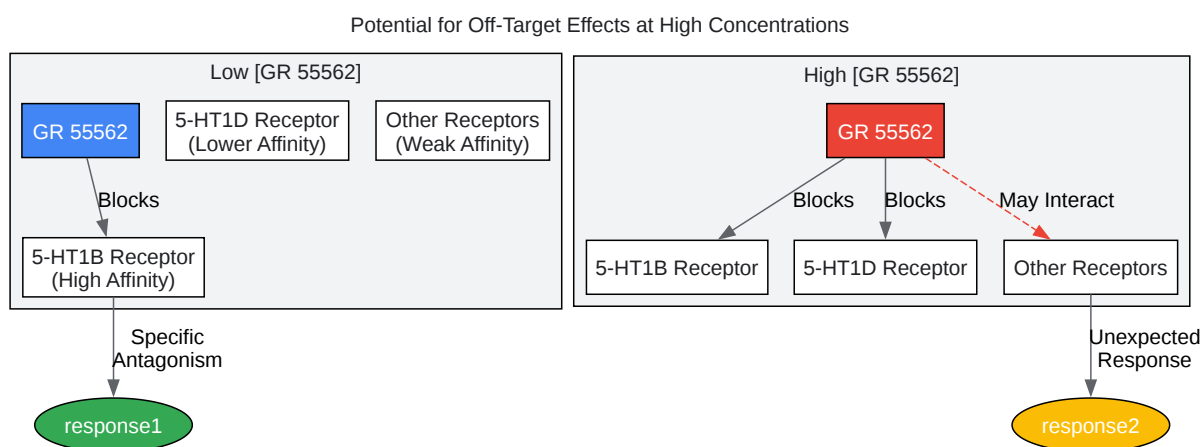 Potential for Off-Target Effects at High Concentrations
Low [GR 55562]
GR 55562
5-HT1D Receptor
(Lower Affinity)
Other Receptors
(Weak Affinity)
Blocks
5-HT1B Receptor
(High Affinity)
Specific
Antagonism
response1
High [GR 55562]
GR 55562
Blocks
Blocks
May Interact
5-HT1B Receptor
5-HT1D Receptor
Other Receptors
Unexpected
Response
response2